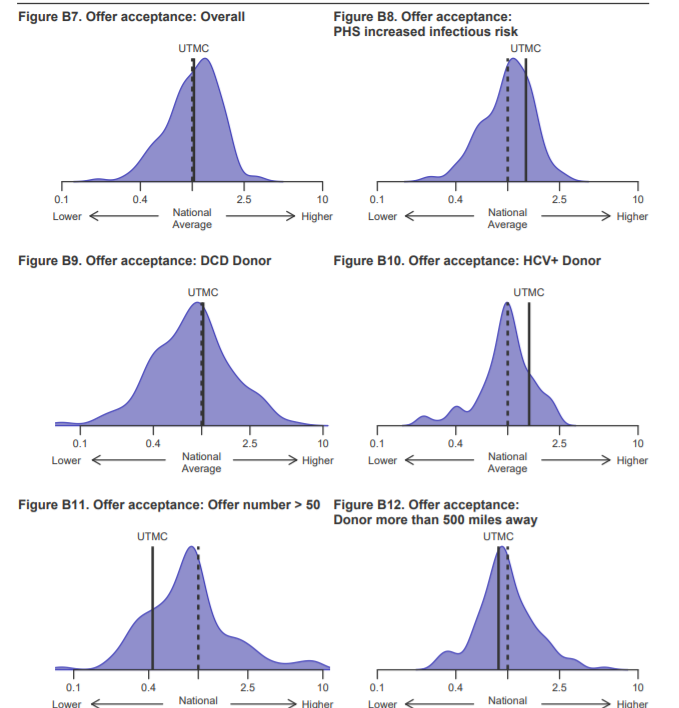 Figure B7. Offer acceptance: Overall
UTMC
0.1 0.4 2.5 10
Lower National Average Higher
Figure B8. Offer acceptance:
PHS increased infectious risk
UTMC
0.1 0.4 2.5 10
Lower National Average Higher
Figure B9. Offer acceptance: DCD Donor
UTMC
0.1 0.4 2.5 10
Lower National Average Higher
Figure B10. Offer acceptance: HCV+ Donor
UTMC
0.1 0.4 2.5 10
Lower National Average Higher
Figure B11. Offer acceptance: Offer number > 50
UTMC
0.1 0.4 2.5 10
Lower National Higher
Figure B12. Offer acceptance:
Donor more than 500 miles away
UTMC
0.1 0.4 2.5 10
Lower National Higher